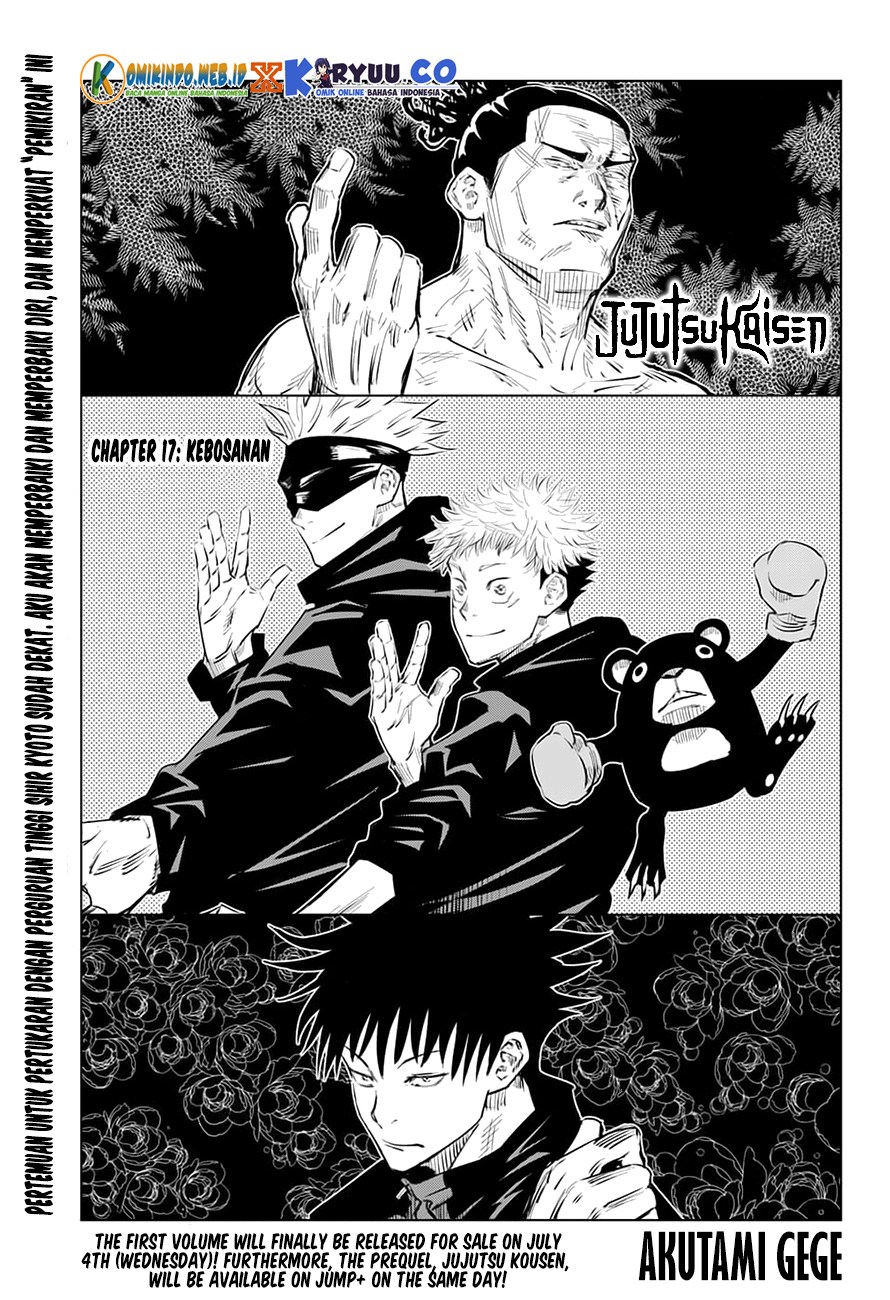 KOMIKINDO.WEB.ID X KIRYUU.CO
BACA MANGA ONLINE BAHASA INDONESIA
KOMIK ONLINE BAHASA INDONESIA
PERTEMUAN UNTUK PERTUKARAN DENGAN PERGURUAN TINGGI SIHIR KYOTO SUDAH DEKAT. AKU AKAN MEMPERBAIKI DAN MEMPERBAIKI DIRI, DAN MEMPERKUAT "PEMIKIRAN" INI
JUJUTSU KAISEN
CHAPTER 17: KEBOSANAN
THE FIRST VOLUME WILL FINALLY BE RELEASED FOR SALE ON JULY
4TH (WEDNESDAY)! FURTHERMORE, THE PREQUEL, JUJUTSU KOUSEN,
WILL BE AVAILABLE ON JUMP+ ON THE SAME DAY!
AKUTAMI GEGE